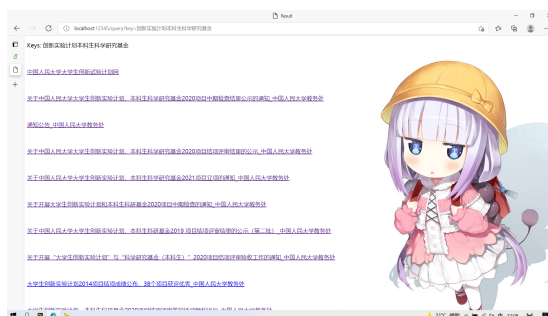 Result
localhost:12345/query?key=创新实验计划本科生科学研究基金
Keys: 创新实验计划本科生科学研究基金
中国人民大学大学生创新试验计划网
关于中国人民大学大学生创新实验计划、本科生科学研究基金2020项目中期检查结果公示的通知_中国人民大学教务处
通知公告_中国人民大学教务处
关于中国人民大学大学生创新实验计划、本科生科学研究基金2020项目结项评审结果的公示_中国人民大学教务处
关于中国人民大学大学生创新实验计划、本科生科学研究基金2021项目立项的通知_中国人民大学教务处
关于开展大学生创新实验计划和本科生科研基金2020项目中期检查的通知_中国人民大学教务处
关于中国人民大学大学生创新实验计划、本科生科研基金2019 项目结项评审结果的公示（第二批）_中国人民大学教务处
关于开展“大学生创新实验计划”与“科学研究基金（本科生）”2020项目结项评审验收工作的通知_中国人民大学教务处
大学生创新实验计划2014项目结项成绩公布，38个项目获评优秀_中国人民大学教务处